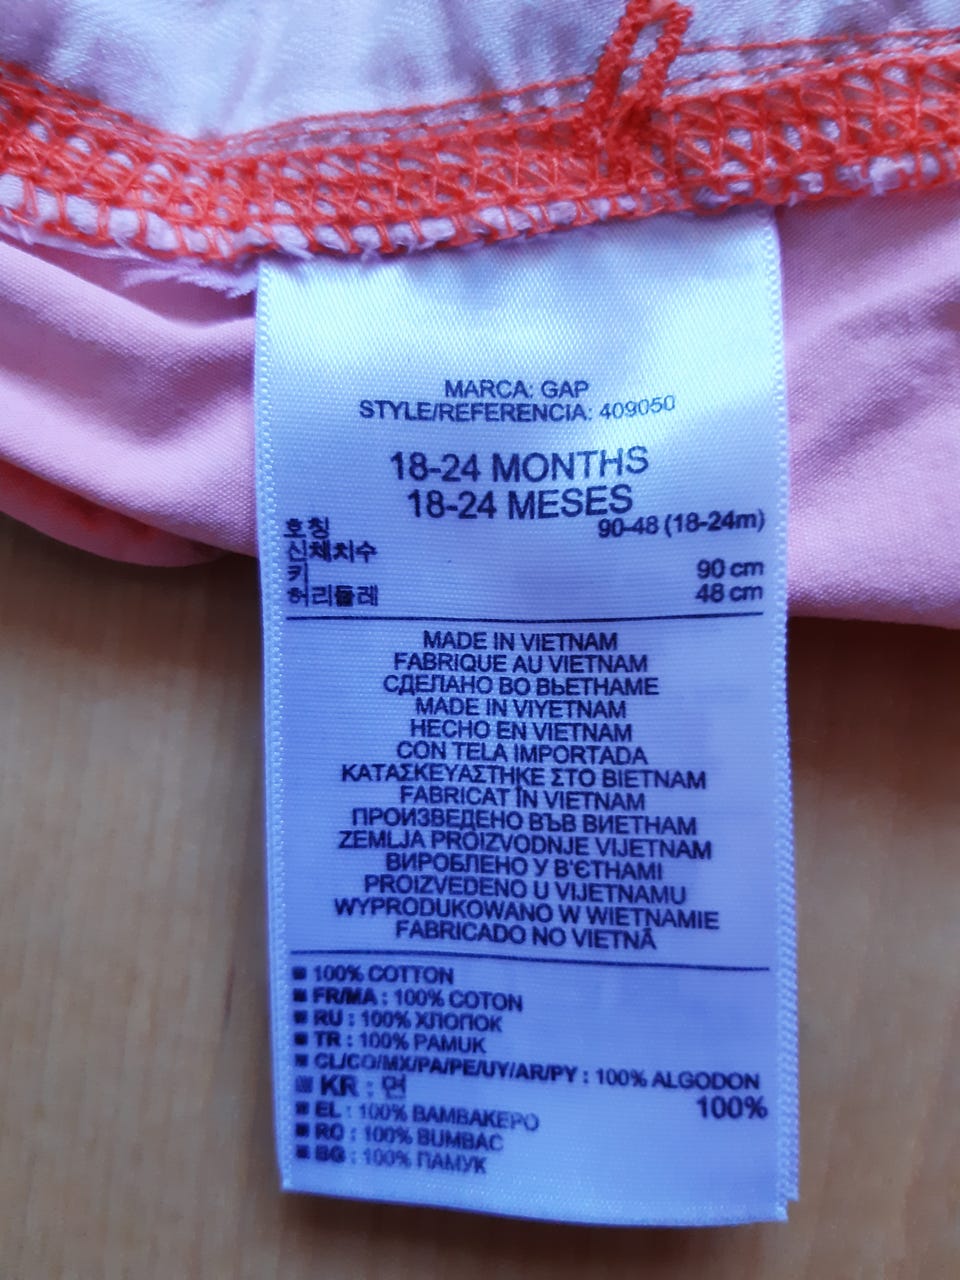 MARCA: GAP
STYLE/REFERENCIA: 409050
18-24 MONTHS
18-24 MESES
호칭 90-48 (18-24m)
신체치수
키 90 cm
허리둘레 48 cm
MADE IN VIETNAM
FABRIQUE AU VIETNAM
СДЕЛАНО ВО ВЬЕТНАМЕ
MADE IN VIYETNAM
HECHO EN VIETNAM
CON TELA IMPORTADA
ΚΑΤΑΣΚΕΥΑΣΤΗΚΕ ΣΤΟ ΒΙΕΤΝΑΜ
FABRICAT ÎN VIETNAM
ПРОИЗВЕДЕНО ВЪВ ВИЕТНАМ
ZEMLJA PROIZVODNJE VIJETNAM
ВИРОБЛЕНО У В'ЄТНАМІ
PROIZVEDENO U VIJETNAMU
WYPRODUKOWANO W WIETNAMIE
FABRICADO NO VIETNÃ
■ 100% COTTON
■ FR/MA : 100% COTON
■ RU : 100% ХЛОПОК
■ TR : 100% PAMUK
■ CL/CO/MX/PA/PE/UY/AR/PY : 100% ALGODON
■ KR : 면 100%
■ EL : 100% ΒΑΜΒΑΚΕΡΟ
■ RO : 100% BUMBAC
■ BG : 100% ПАМУК